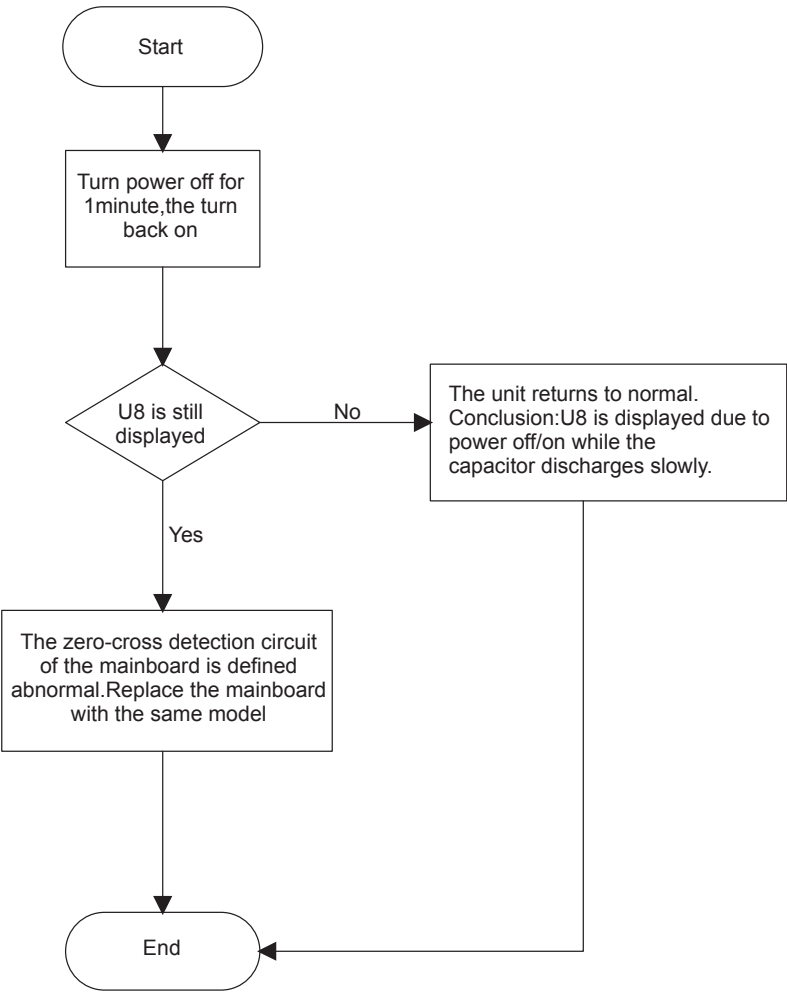 Start
Turn power off for
1minute,the turn
back on
U8 is still
displayed
No
The unit returns to normal.
Conclusion:U8 is displayed due to
power off/on while the
capacitor discharges slowly.
Yes
The zero-cross detection circuit
of the mainboard is defined
abnormal.Replace the mainboard
with the same model
End